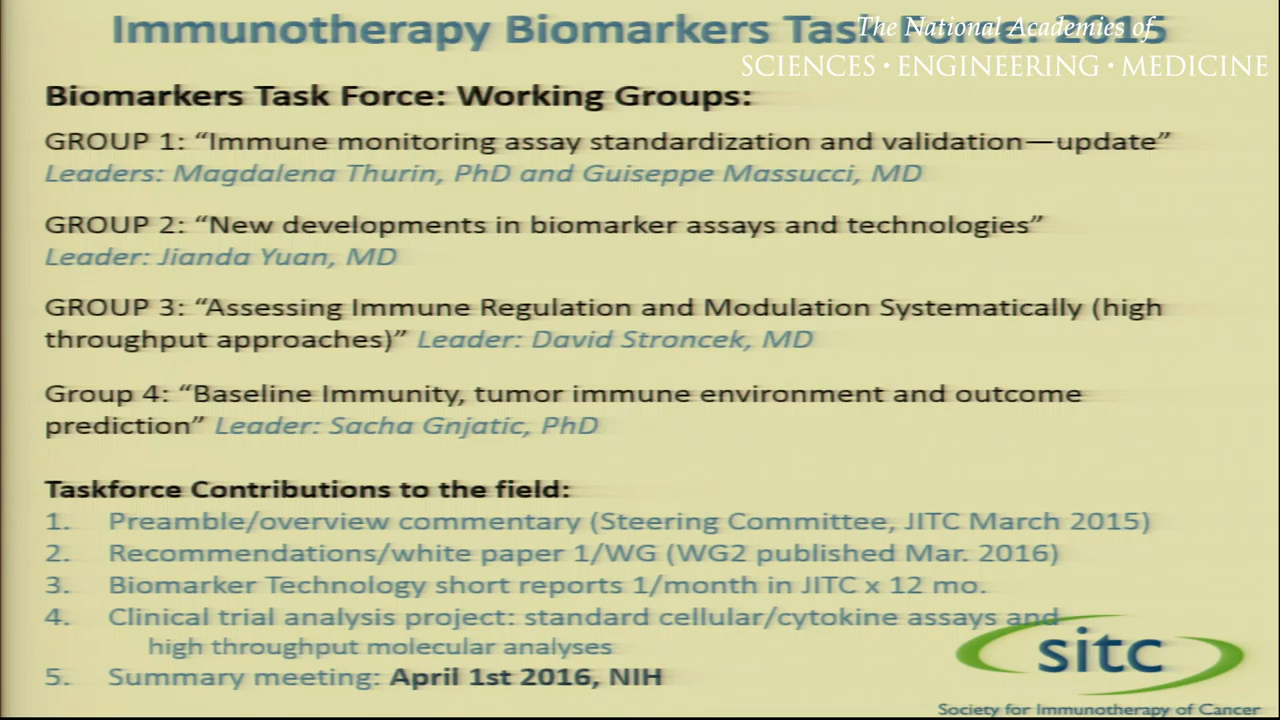 Immunotherapy Biomarkers Task Force: 2015
The National Academies of
SCIENCES • ENGINEERING • MEDICINE
Biomarkers Task Force: Working Groups:
GROUP 1: “Immune monitoring assay standardization and validation—update”
Leaders: Magdalena Thurin, PhD and Guiseppe Massucci, MD
GROUP 2: “New developments in biomarker assays and technologies”
Leader: Jianda Yuan, MD
GROUP 3: “Assessing Immune Regulation and Modulation Systematically (high
throughput approaches)” Leader: David Stroncek, MD
Group 4: “Baseline Immunity, tumor immune environment and outcome
prediction” Leader: Sacha Gnjatic, PhD
Taskforce Contributions to the field:
1. Preamble/overview commentary (Steering Committee, JITC March 2015)
2. Recommendations/white paper 1/WG (WG2 published Mar. 2016)
3. Biomarker Technology short reports 1/month in JITC x 12 mo.
4. Clinical trial analysis project: standard cellular/cytokine assays and
high throughput molecular analyses
5. Summary meeting: April 1st 2016, NIH
sitc
Society for Immunotherapy of Cancer